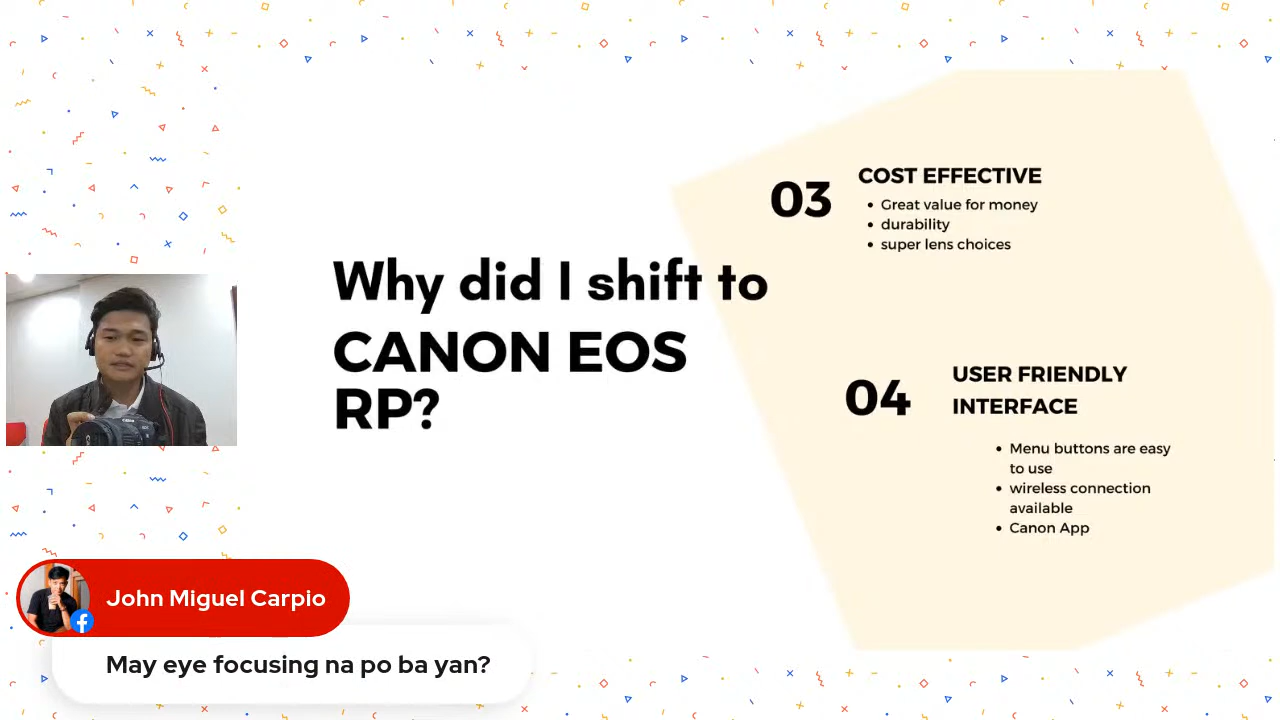 Why did I shift to
CANON EOS
RP?
03
COST EFFECTIVE
• Great value for money
• durability
• super lens choices
04
USER FRIENDLY
INTERFACE
• Menu buttons are easy
to use
• wireless connection
available
• Canon App
John Miguel Carpio
May eye focusing na po ba yan?